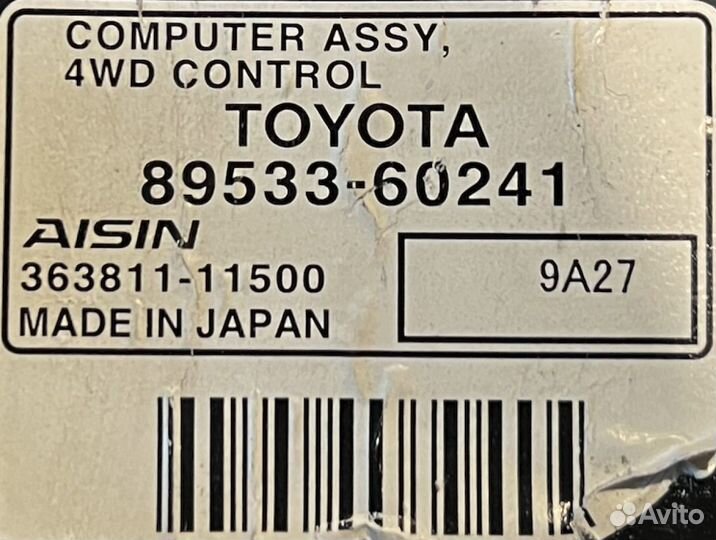 COMPUTER ASSY,
4WD CONTROL
TOYOTA
89533-60241
AISIN
363811-11500
9A27
MADE IN JAPAN
Avito